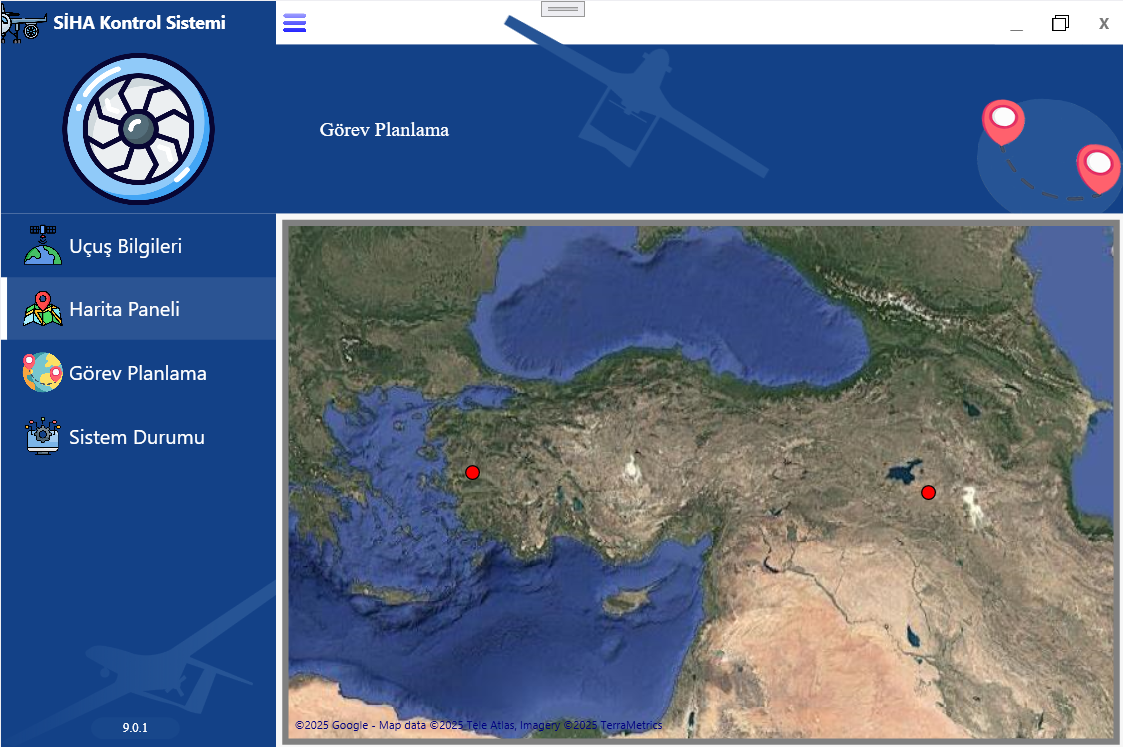 SİHA Kontrol Sistemi
X
Görev Planlama
Uçuş Bilgileri
Harita Paneli
Görev Planlama
Sistem Durumu
9.0.1
©2025 Google - Map data ©2025 Tele Atlas, Imagery ©2025 TerraMetrics